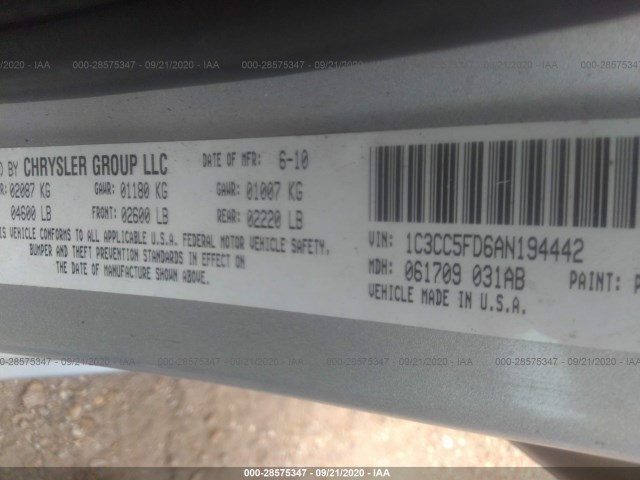 9/21/2020 - IAA 000-28575347 - 09/21/2020 - IAA 000-28575347 - 09/21/2020 - IAA 000-28575347
D BY CHRYSLER GROUP LLC DATE OF MFR: 6-10
R: 02087 KG GAWR: 01180 KG GAWR: 01007 KG
04600 LB FRONT: 02600 LB REAR: 02220 LB
IS VEHICLE CONFORMS TO ALL APPLICABLE U.S.A. FEDERAL MOTOR VEHICLE SAFETY,
BUMPER AND THEFT PREVENTION STANDARDS IN EFFECT ON
THE DATE OF MANUFACTURE SHOWN ABOVE.
VIN: 1C3CC5FD6AN194442
MDH: 061709 031AB PAINT: P
VEHICLE MADE IN U.S.A.
000-28575347 - 09/21/2020 - IAA 000-28575347 - 09/21/2020 - IAA 000-28575347 - 09/21/2020 - IAA
000-28575347 - 09/21/2020 - IAA